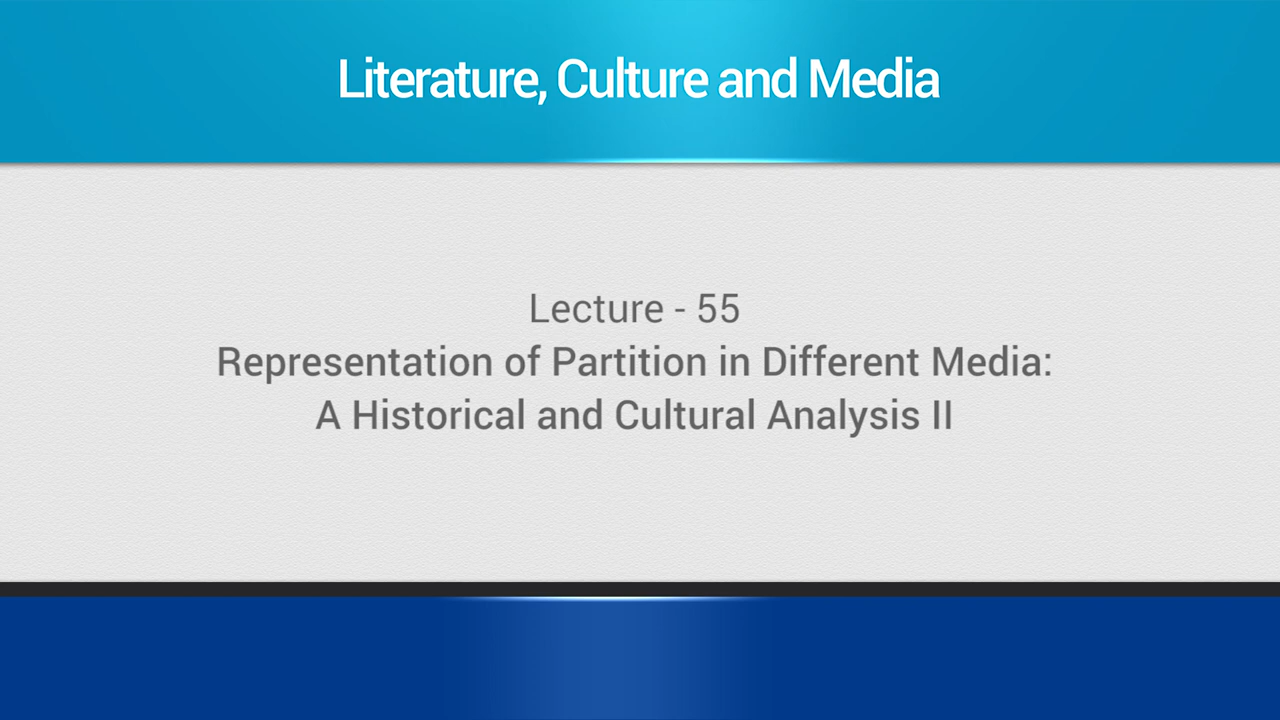 Literature, Culture and Media
Lecture - 55
Representation of Partition in Different Media:
A Historical and Cultural Analysis II